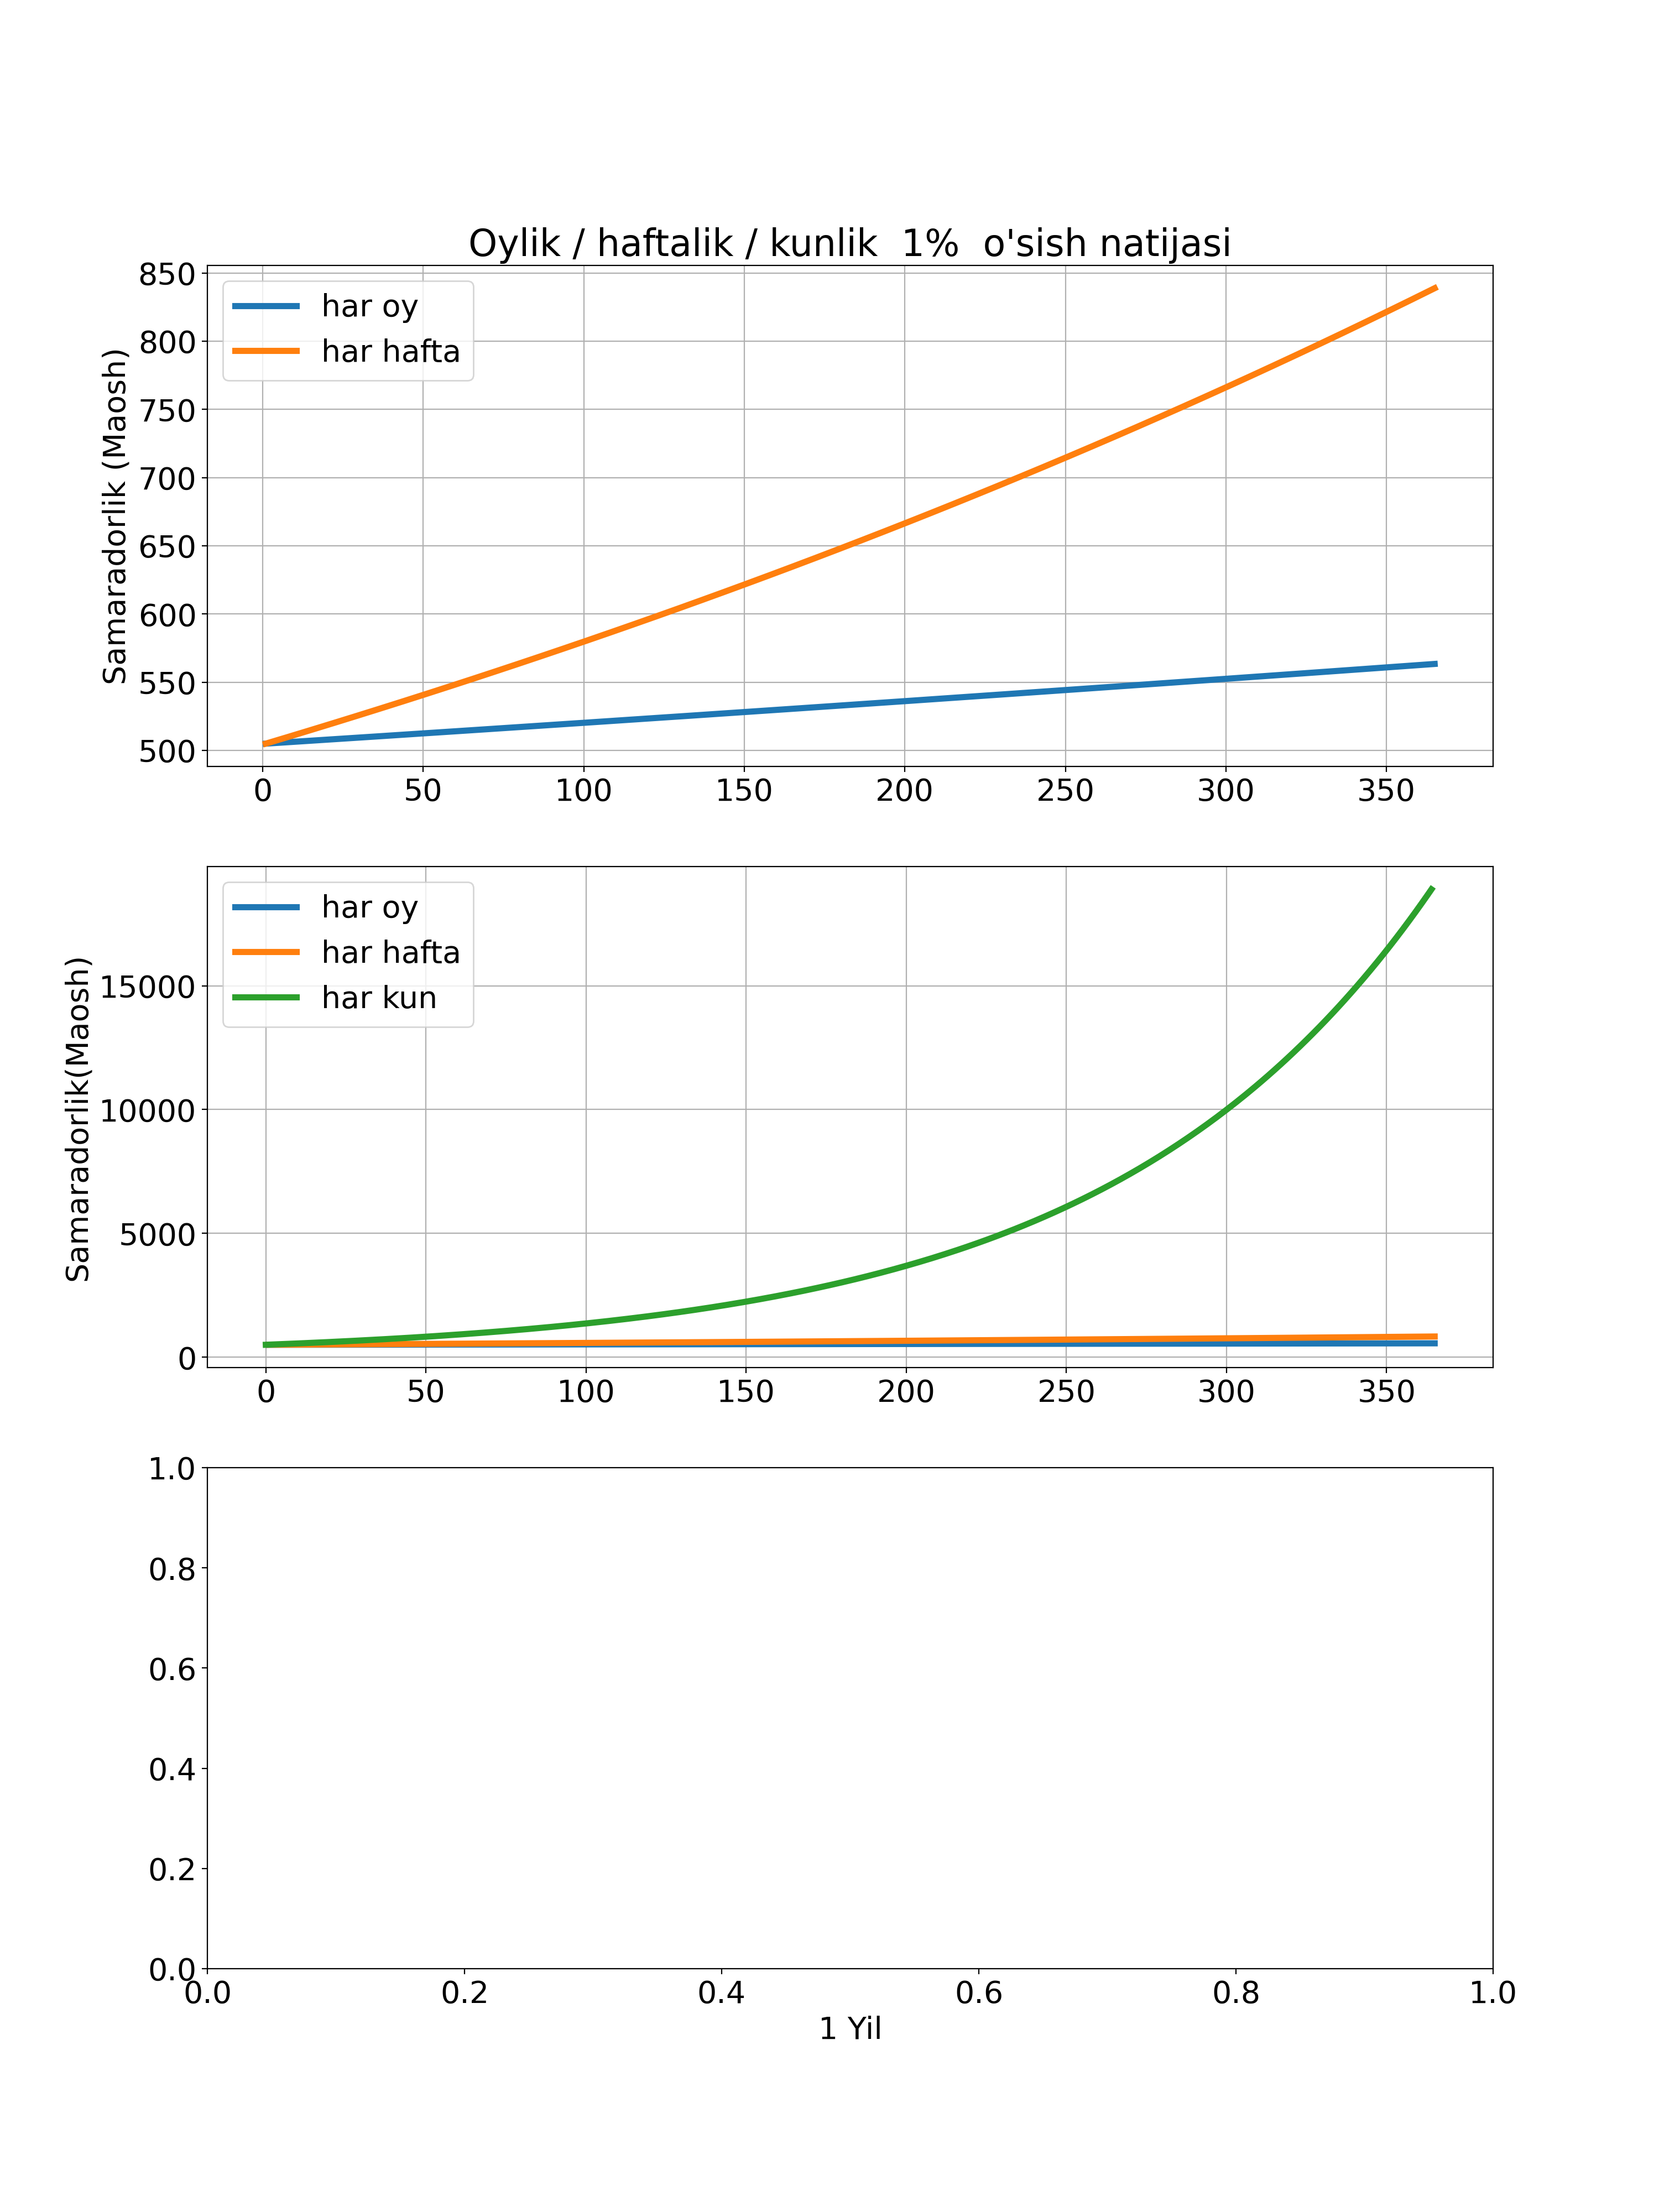 Oylik / haftalik / kunlik  1%  o'sish natijasi
Samaradorlik (Maosh)
850
800
750
700
650
600
550
500
har oy
har hafta
0 50 100 150 200 250 300 350
Samaradorlik(Maosh)
15000
10000
5000
0
har oy
har hafta
har kun
0 50 100 150 200 250 300 350
1.0
0.8
0.6
0.4
0.2
0.0
0.0 0.2 0.4 0.6 0.8 1.0
1 Yil